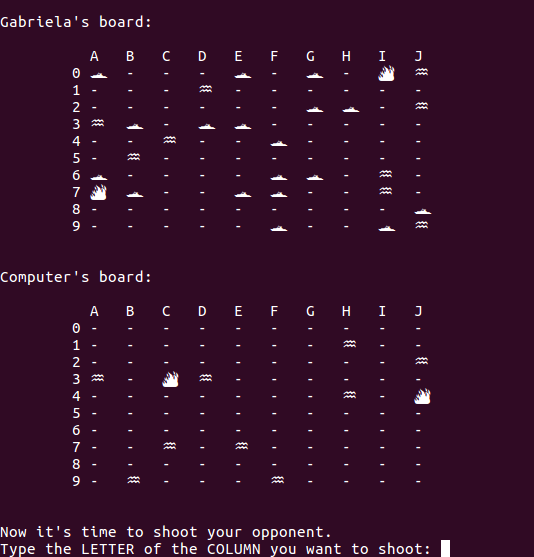 Gabriela's board:
A B C D E F G H I J
0 🛥 - - - 🛥 - 🛥 - 🔥 ♒
1 - - - ♒ - - - - - -
2 - - - - - - 🛥 🛥 - ♒
3 ♒ 🛥 - 🛥 🛥 - - - - -
4 - - ♒ - - 🛥 - - - -
5 - ♒ - - - - - - - -
6 🛥 - - - - 🛥 🛥 - ♒ -
7 🔥 🛥 - - 🛥 🛥 - - ♒ -
8 - - - - - - - - - 🛥
9 - - - - - 🛥 - - 🛥 ♒
Computer's board:
A B C D E F G H I J
0 - - - - - - - - - -
1 - - - - - - - ♒ - -
2 - - - - - - - - - ♒
3 ♒ - 🔥 ♒ - - - - - -
4 - - - - - - - ♒ - 🔥
5 - - - - - - - - - -
6 - - - - - - - - - -
7 - - ♒ - ♒ - - - - -
8 - - - - - - - - - -
9 - ♒ - - - ♒ - - - -
Now it's time to shoot your opponent.
Type the LETTER of the COLUMN you want to shoot: